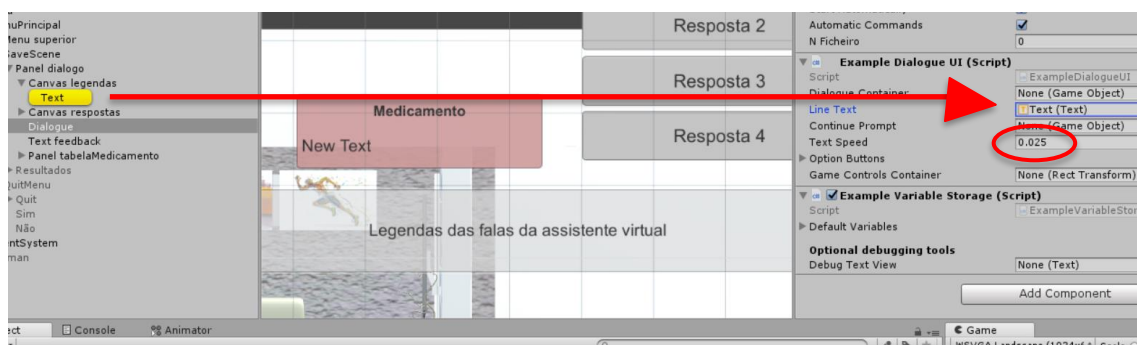 nuPrincipal
Menu superior
SaveScene
Panel dialogo
Canvas legendas
Text
Canvas respostas
Dialogue
Text feedback
Panel tabelaMedicamento
Resultados
QuitMenu
Quit
Sim
Não
ntSystem
man
Resposta 2
Resposta 3
Resposta 4
Medicamento
New Text
Legendas das falas da assistente virtual
Automatic Commands
N Ficheiro 0
Example Dialogue UI (Script)
Script ExampleDialogueUI
Dialogue Container None (Game Object)
Line Text Text (Text)
Continue Prompt None (Game Object)
Text Speed 0.025
Option Buttons
Game Controls Container None (Rect Transform)
Example Variable Storage (Script)
Script ExampleVariableStor
Default Variables
Optional debugging tools
Debug Text View None (Text)
Add Component
ect Console Animator
Game